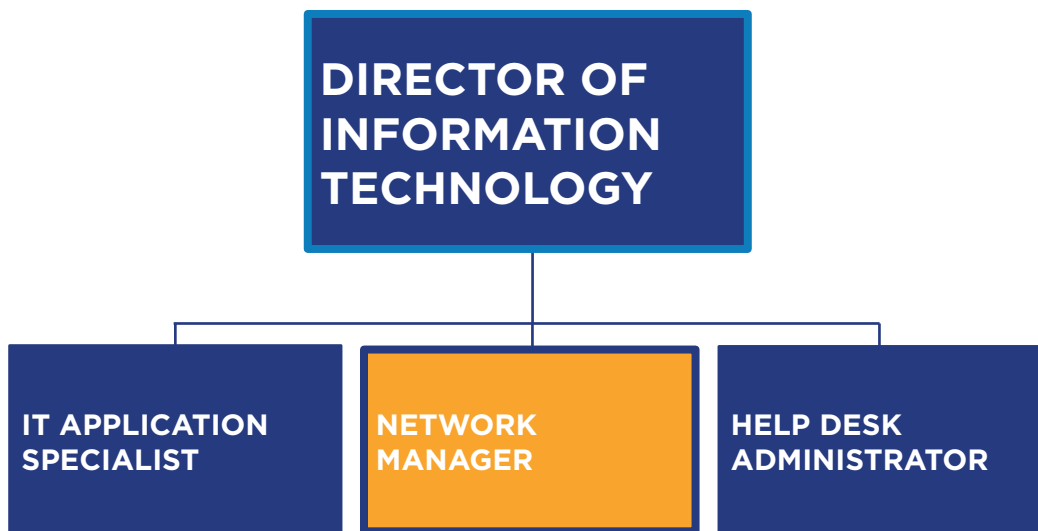 DIRECTOR OF
INFORMATION
TECHNOLOGY
IT APPLICATION
SPECIALIST
NETWORK
MANAGER
HELP DESK
ADMINISTRATOR